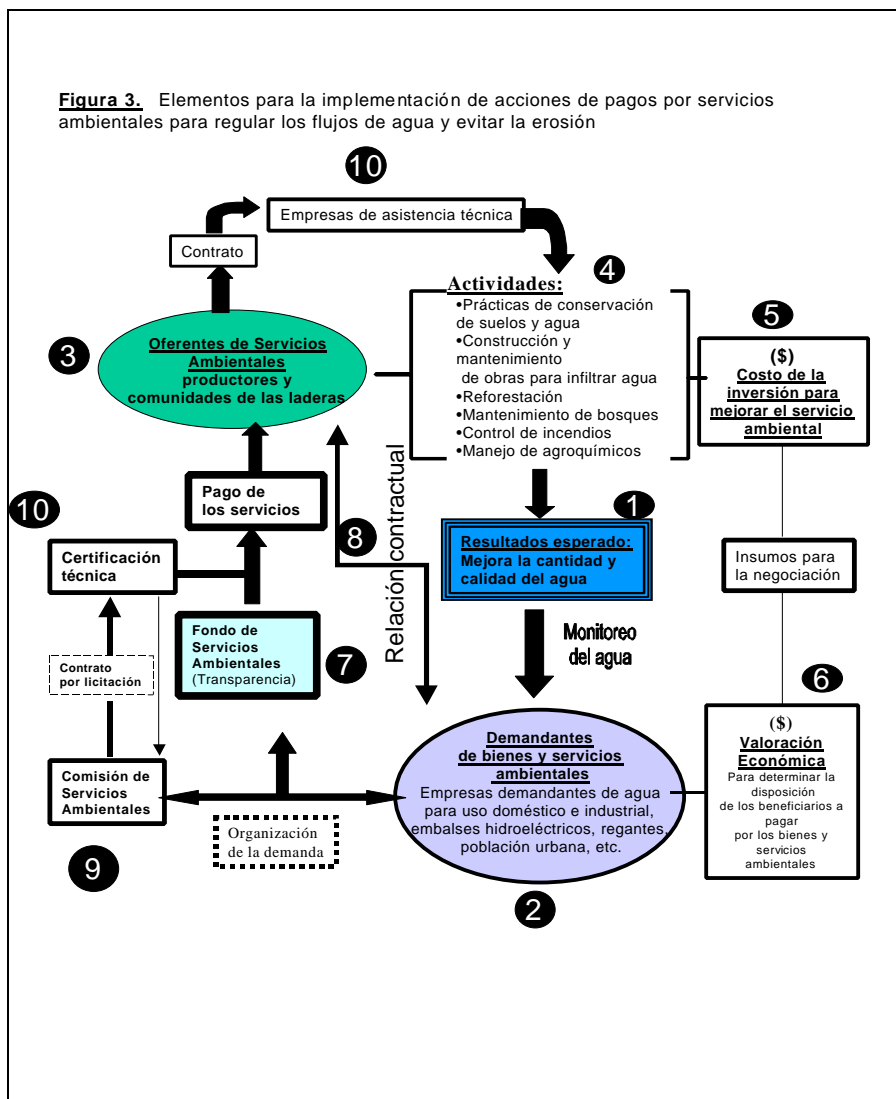 Figura 3. Elementos para la implementación de acciones de pagos por servicios
ambientales para regular los flujos de agua y evitar la erosión
10
Empresas de asistencia técnica
Contrato
4
Actividades:
•Prácticas de conservación
de suelos y agua
•Construcción y
mantenimiento
de obras para infiltrar agua
•Reforestación
•Mantenimiento de bosques
•Control de incendios
•Manejo de agroquímicos
3
Oferentes de Servicios
Ambientales
productores y
comunidades de las laderas
5
($)
Costo de la
inversión para
mejorar el servicio
ambiental
Pago de
los servicios
10
Certificación
técnica
8
Relación contractual
1
Resultados esperado:
Mejora la cantidad y
calidad del agua
Insumos para
la negociación
Fondo de
Servicios
Ambientales
(Transparencia)
7
Monitoreo
del agua
Contrato
por licitación
6
($)
Valoración
Económica
Para determinar la
disposición
de los beneficiarios a
pagar
por los bienes y
servicios
ambientales
Demandantes
de bienes y servicios
ambientales
Empresas demandantes de agua
para uso doméstico e industrial,
embalses hidroeléctricos, regantes,
población urbana, etc.
Comisión de
Servicios
Ambientales
Organización
de la demanda
9
2